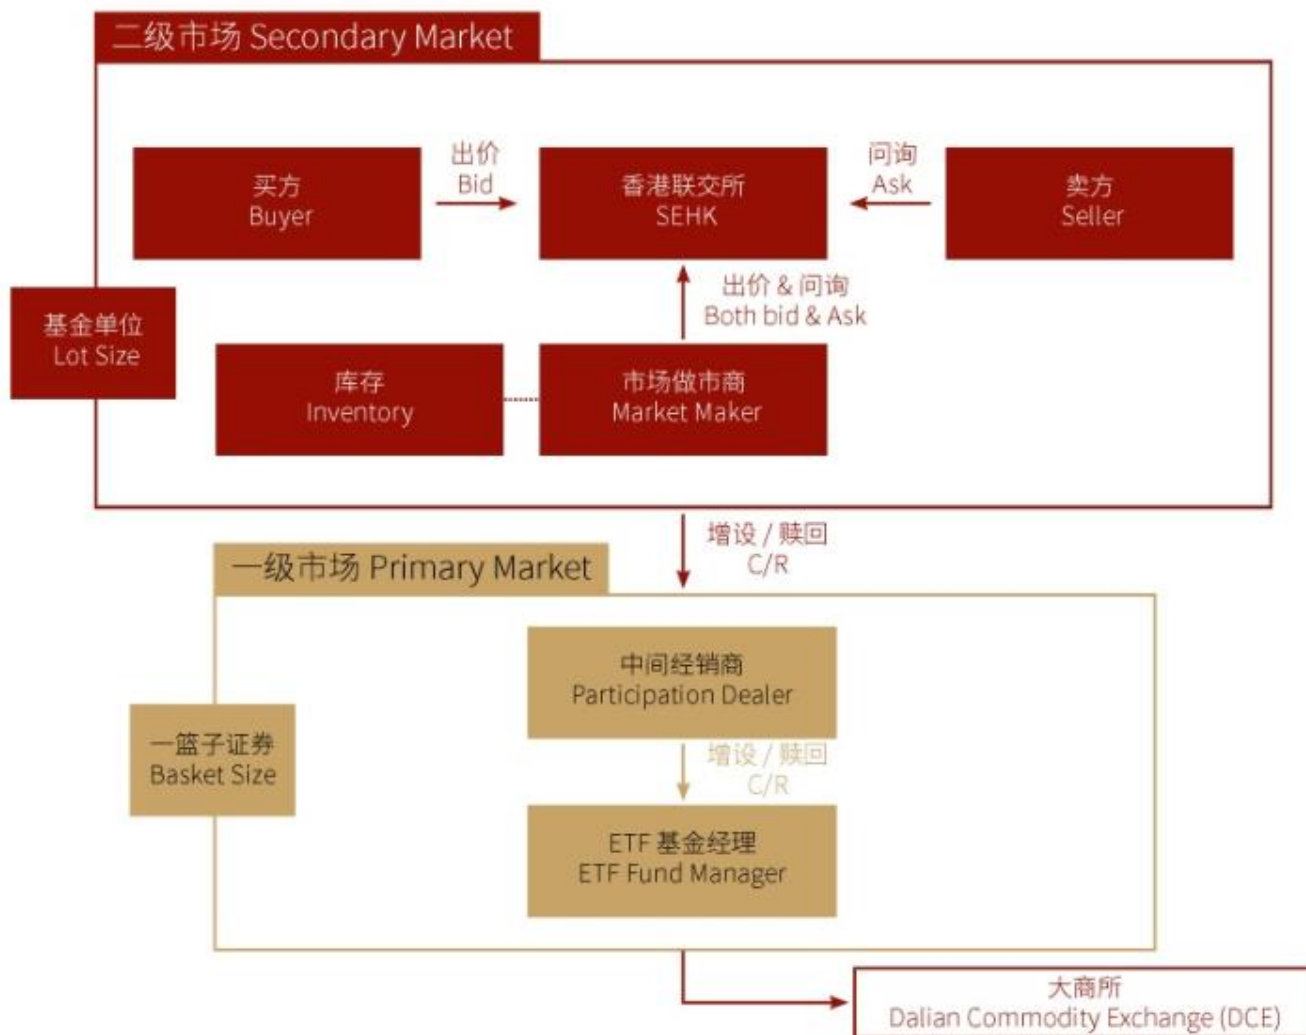 二级市场 Secondary Market
买方
Buyer
出价
Bid
香港联交所
SEHK
问询
Ask
卖方
Seller
出价 & 问询
Both bid & Ask
基金单位
Lot Size
库存
Inventory
市场做市商
Market Maker
增设 / 赎回
C/R
一级市场 Primary Market
中间经销商
Participation Dealer
一篮子证券
Basket Size
增设 / 赎回
C/R
ETF 基金经理
ETF Fund Manager
大商所
Dalian Commodity Exchange (DCE)